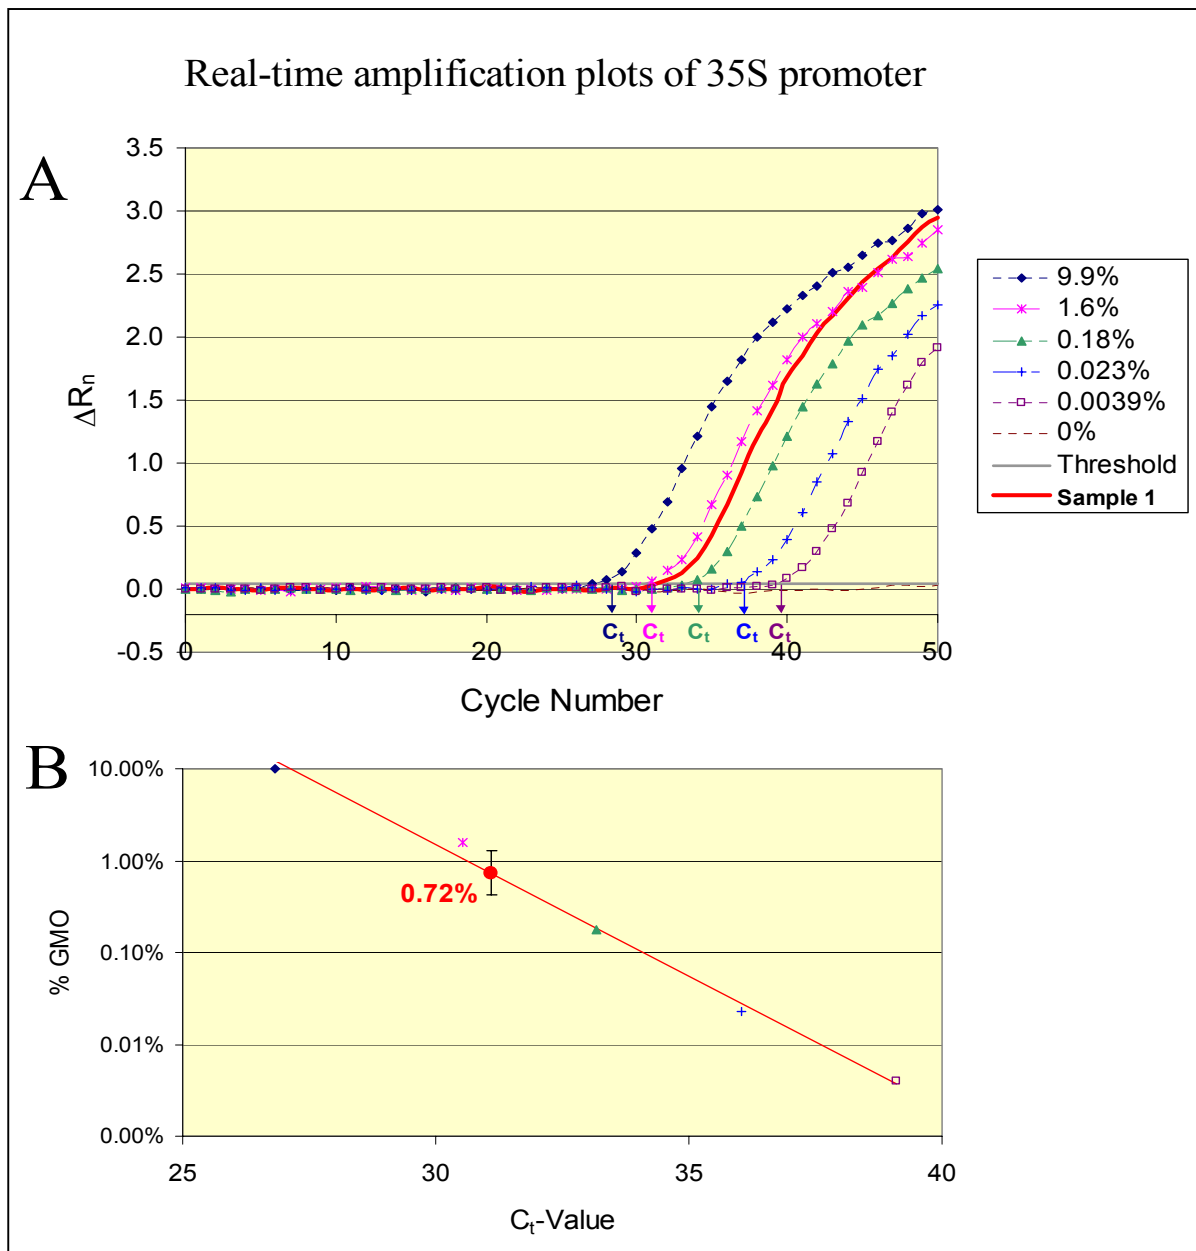 Real-time amplification plots of 35S promoter
A
3.5
3.0
2.5
2.0
1.5
1.0
0.5
0.0
-0.5
ΔRn
0 10 20 30 40 50
Ct Ct Ct Ct Ct
Cycle Number
9.9%
1.6%
0.18%
0.023%
0.0039%
0%
Threshold
Sample 1
B
10.00%
1.00%
0.10%
0.01%
0.00%
% GMO
0.72%
25 30 35 40
Ct-Value